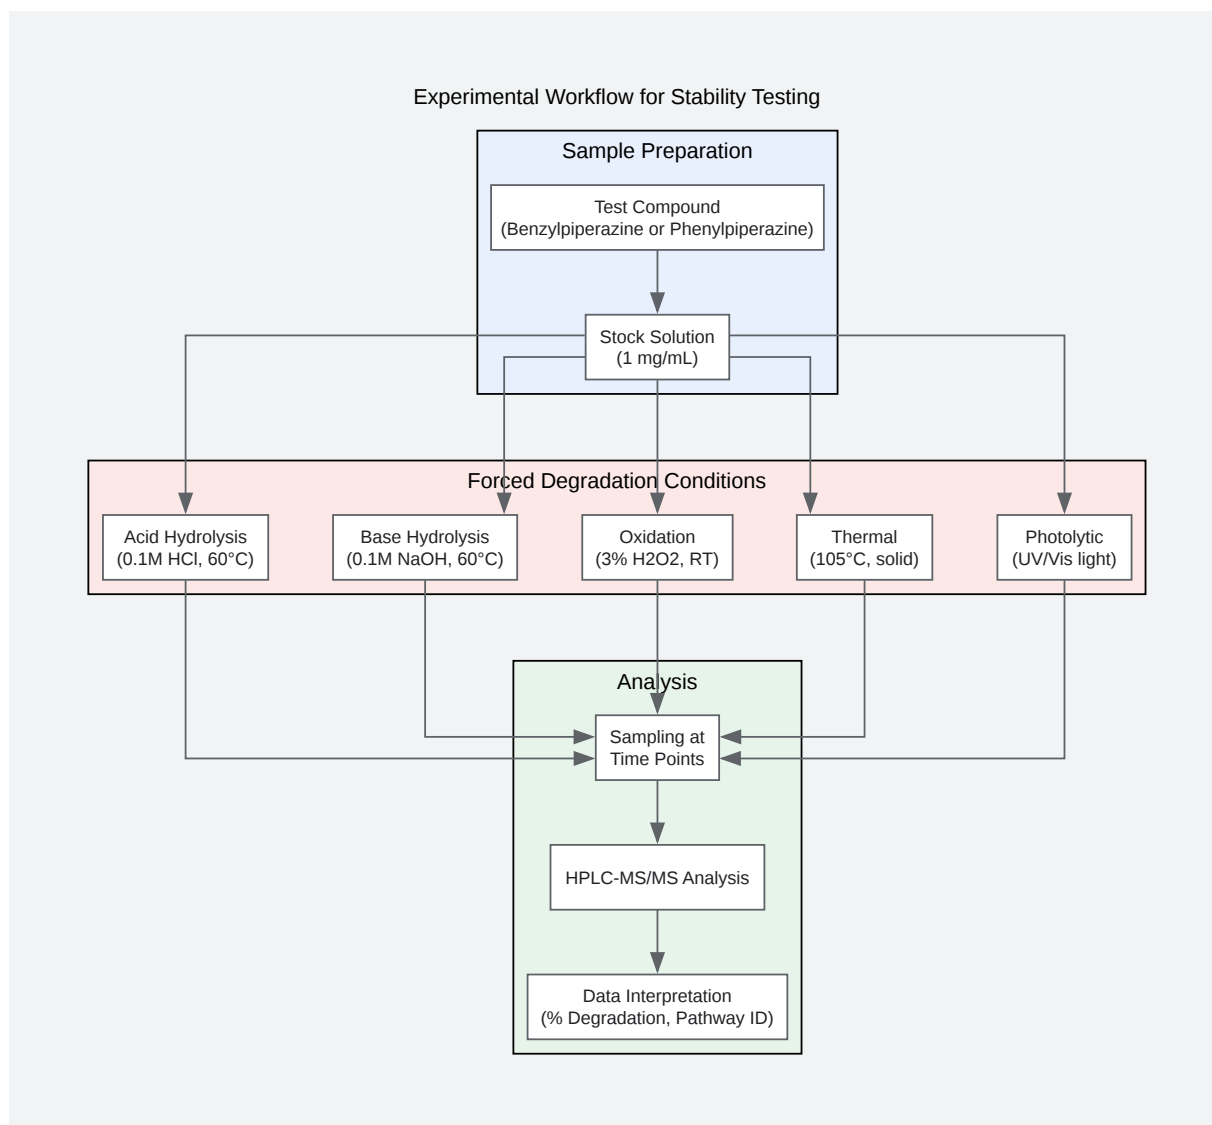 Experimental Workflow for Stability Testing
Sample Preparation
Test Compound
(Benzylpiperazine or Phenylpiperazine)
Stock Solution
(1 mg/mL)
Forced Degradation Conditions
Acid Hydrolysis
(0.1M HCl, 60°C)
Base Hydrolysis
(0.1M NaOH, 60°C)
Oxidation
(3% H2O2, RT)
Thermal
(105°C, solid)
Photolytic
(UV/Vis light)
Analysis
Sampling at
Time Points
HPLC-MS/MS Analysis
Data Interpretation
(% Degradation, Pathway ID)